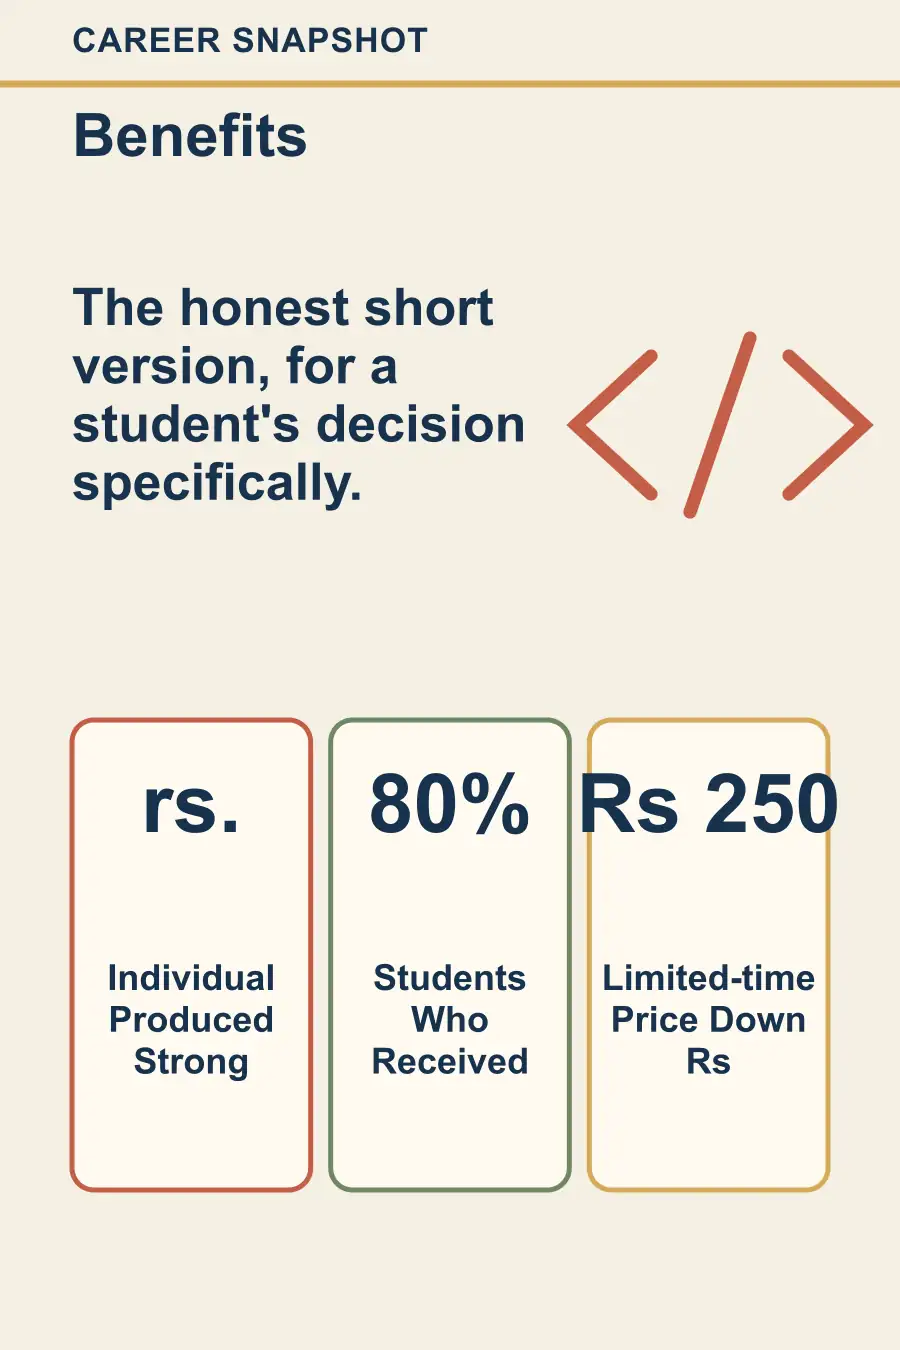 CAREER SNAPSHOT
Benefits
The honest short
version, for a
student's decision
specifically.
</>
rs.
Individual
Produced
Strong
80%
Students
Who
Received
Rs 250
Limited-time
Price Down
Rs